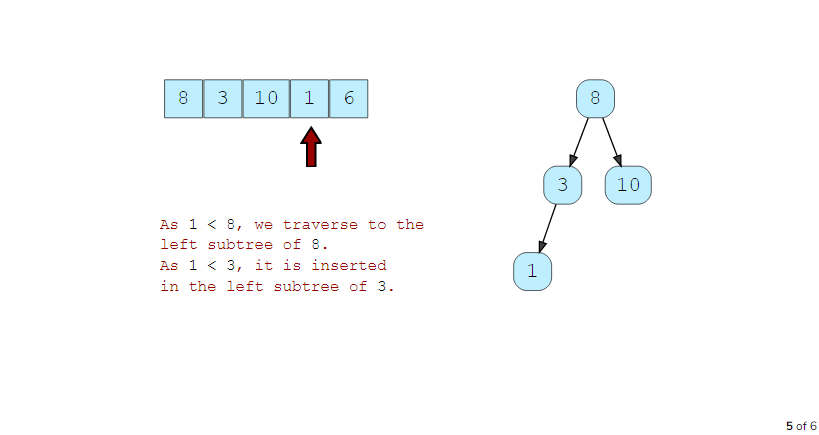 8 3 10 1 6
8
3 10
1
As 1 < 8, we traverse to the
left subtree of 8.
As 1 < 3, it is inserted
in the left subtree of 3.
5 of 6